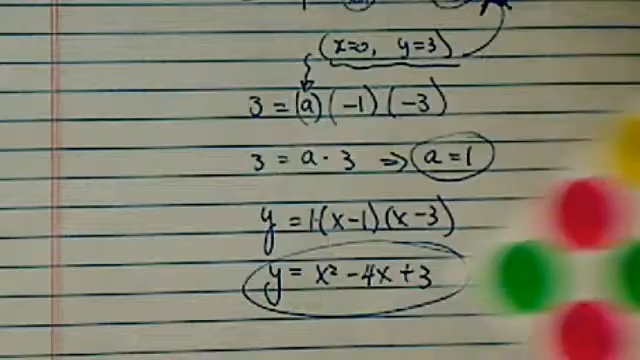 (x=0, y=3)
3 = (a)(-1)(-3)
3 = a · 3 ⇒ a = 1
y = 1(x-1)(x-3)
y = x² - 4x + 3